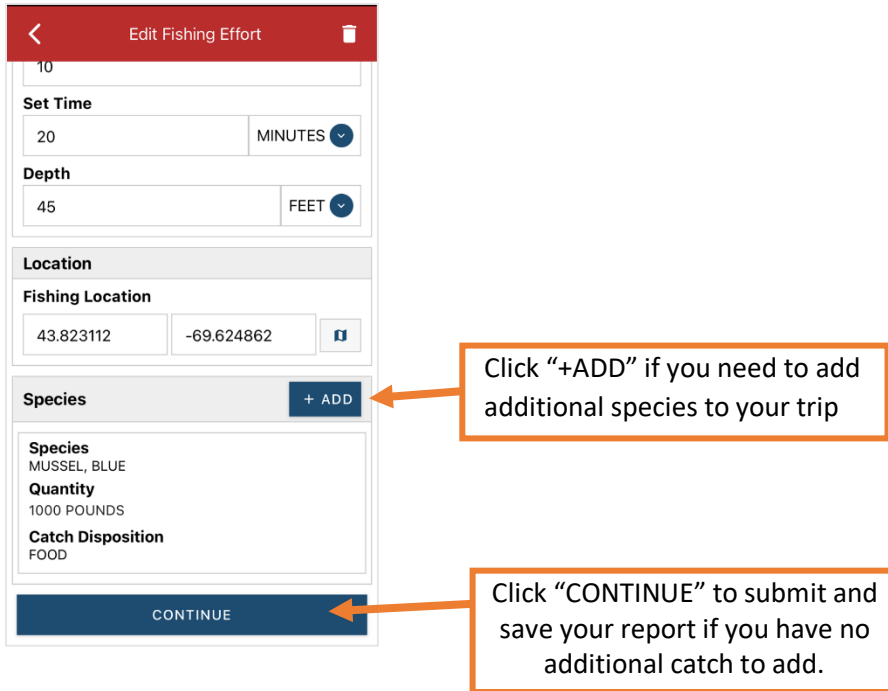 Edit Fishing Effort
10
Set Time
20 MINUTES
Depth
45 FEET
Location
Fishing Location
43.823112 -69.624862
Species + ADD
Species
MUSSEL, BLUE
Quantity
1000 POUNDS
Catch Disposition
FOOD
CONTINUE
Click “+ADD” if you need to add
additional species to your trip
Click “CONTINUE” to submit and
save your report if you have no
additional catch to add.